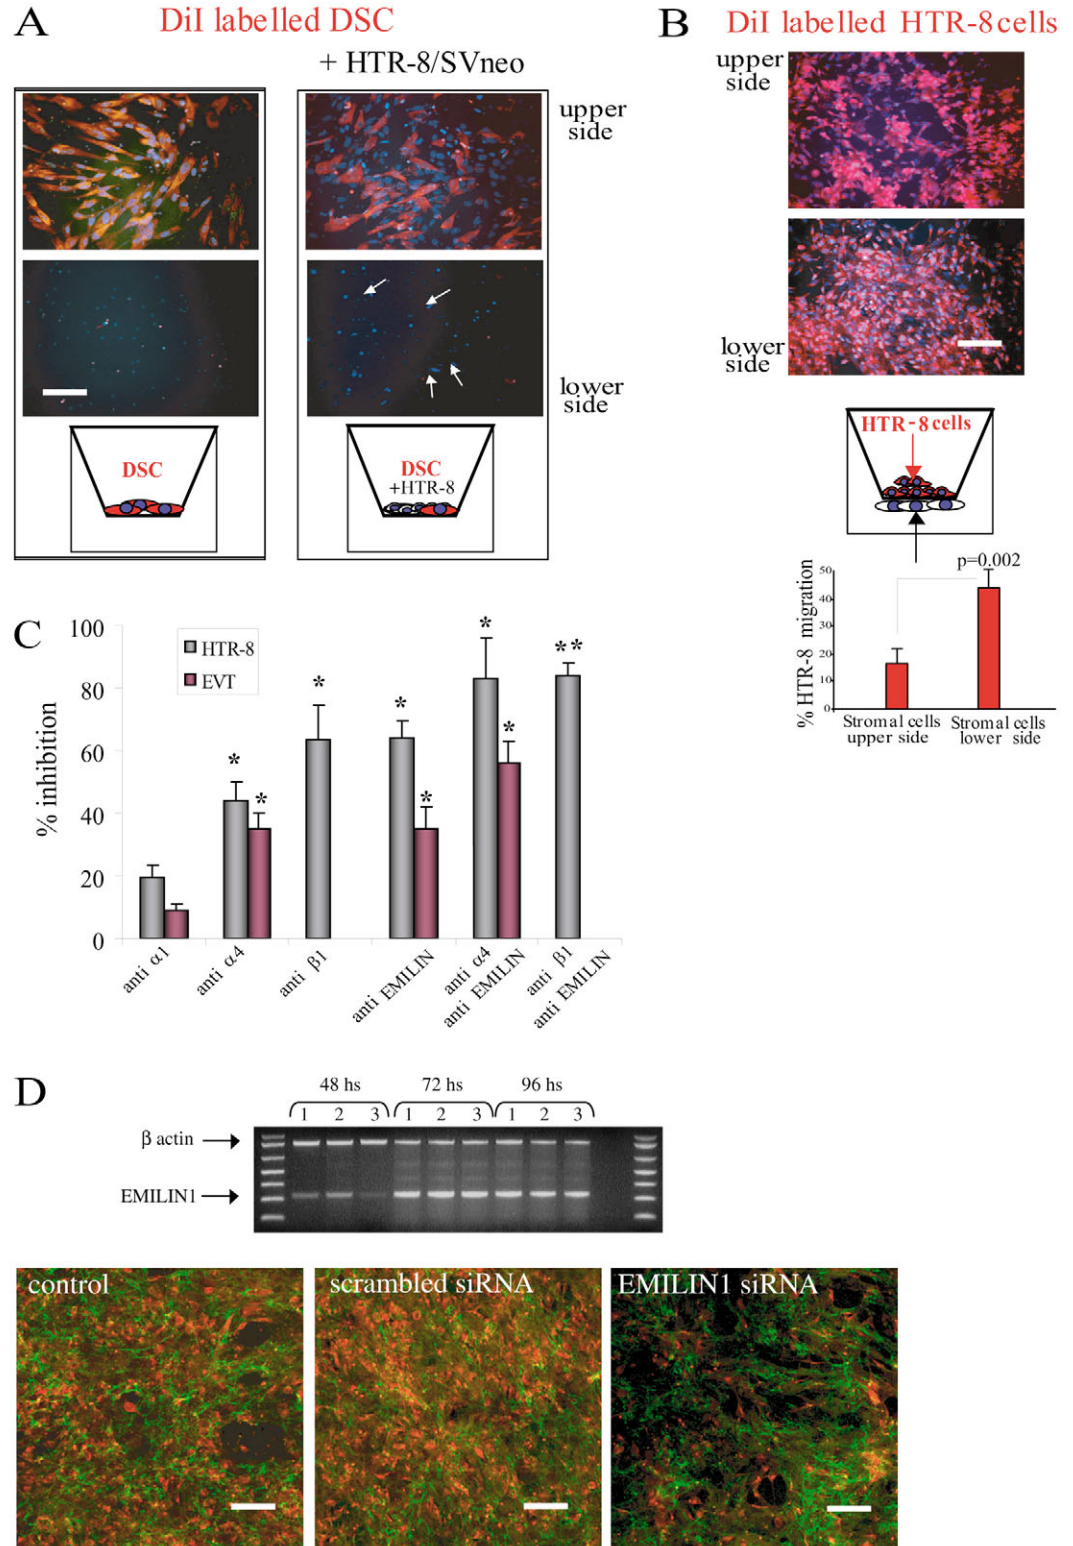 A
DiI labelled DSC
+ HTR-8/SVneo
upper
side
lower
side
DSC
DSC
+HTR-8
B
DiI labelled HTR-8 cells
upper
side
lower
side
HTR-8 cells
p=0.002
% HTR-8 migration
50
40
30
20
10
0
Stromal cells
upper side
Stromal cells
lower side
C
% inhibition
100
80
60
40
20
0
HTR-8
EVT
*
*
*
*
*
*
*
**
anti α1
anti α4
anti β1
anti EMILIN
anti α4
anti EMILIN
anti β1
anti EMILIN
D
48 hs
72 hs
96 hs
1 2 3 1 2 3 1 2 3
β actin
EMILIN1
control
scrambled siRNA
EMILIN1 siRNA